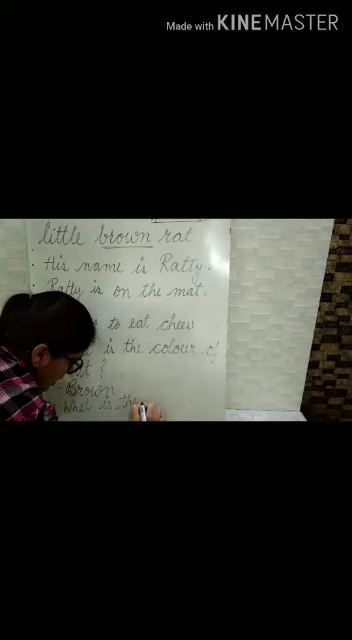 Made with KINEMASTER
little brown rat
His name is Ratty.
Ratty is on the mat.
to eat cheese
is the colour of
?
Brown.
What is the